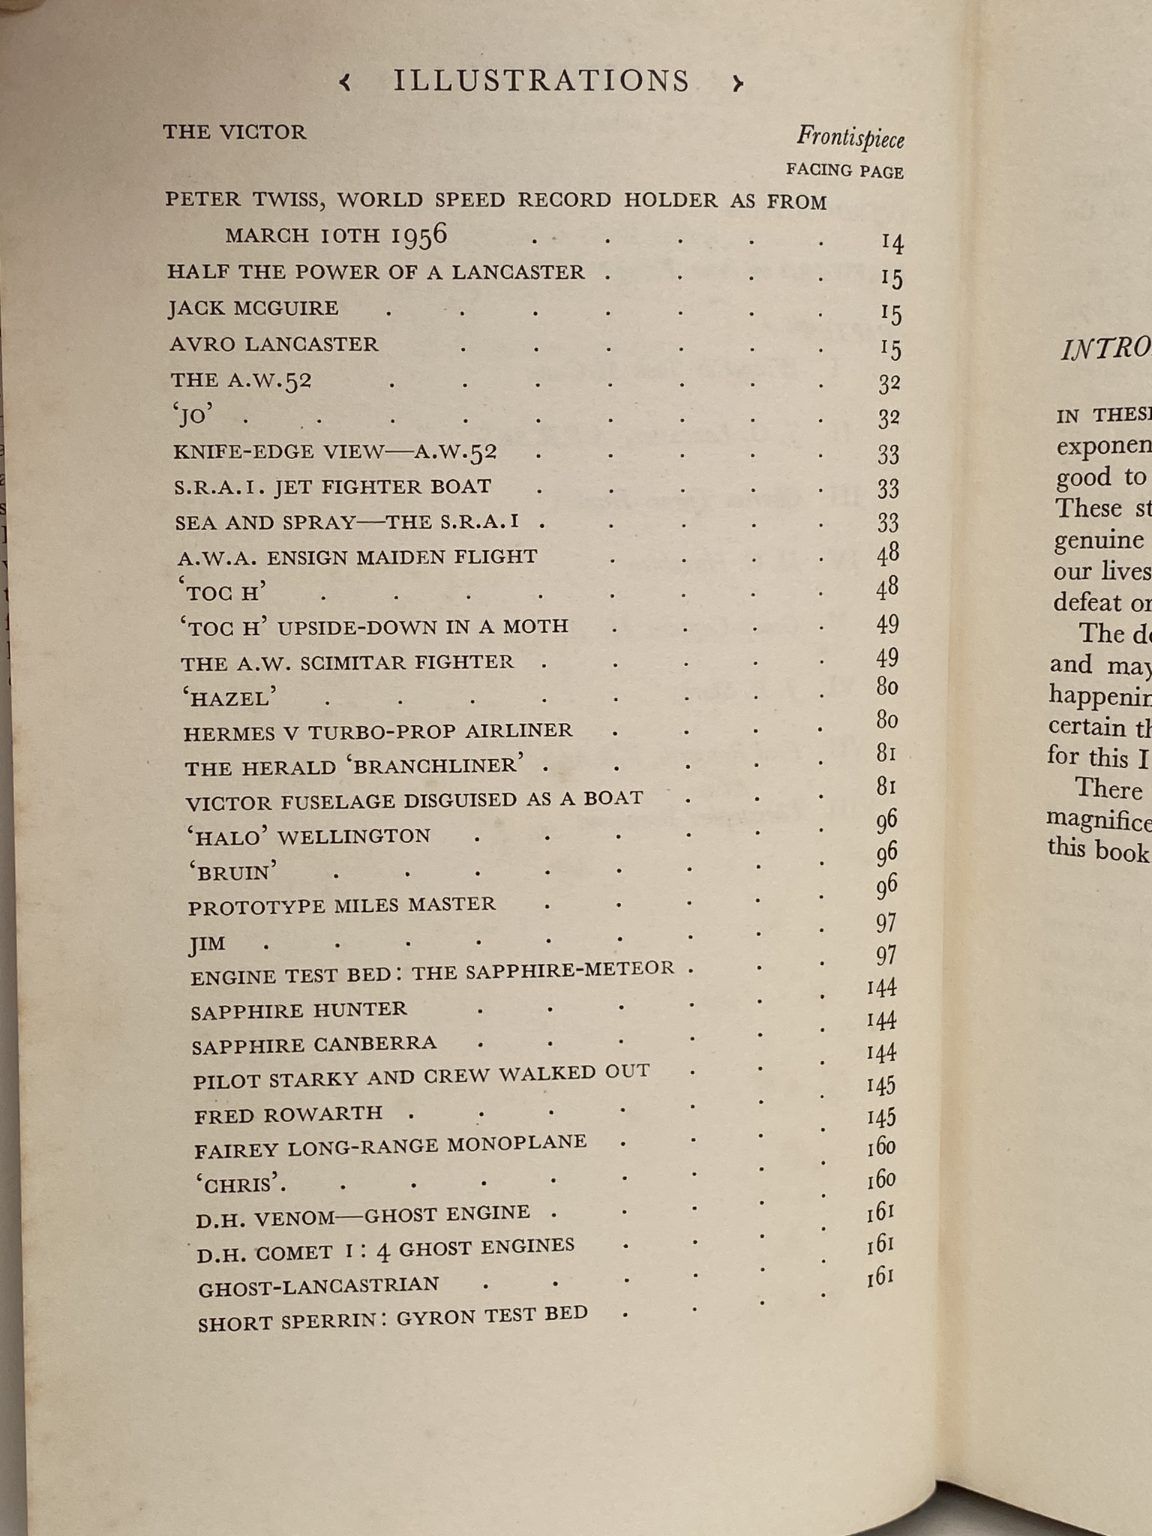 ‹ ILLUSTRATIONS ›
THE VICTOR Frontispiece
FACING PAGE
PETER TWISS, WORLD SPEED RECORD HOLDER AS FROM
MARCH 10TH 1956 . . . . . 14
HALF THE POWER OF A LANCASTER . . . . 15
JACK MCGUIRE . . . . . . . 15
AVRO LANCASTER . . . . . . 15
THE A.W.52 . . . . . . . 32
‘JO’ . . . . . . . . . 32
KNIFE-EDGE VIEW—A.W.52 . . . . . 33
S.R.A.1. JET FIGHTER BOAT . . . . . 33
SEA AND SPRAY—THE S.R.A.1 . . . . . 33
A.W.A. ENSIGN MAIDEN FLIGHT . . . . 48
‘TOC H’ . . . . . . . . 48
‘TOC H’ UPSIDE-DOWN IN A MOTH . . . . 49
THE A.W. SCIMITAR FIGHTER . . . . . 49
‘HAZEL’ . . . . . . . . 80
HERMES V TURBO-PROP AIRLINER . . . . 80
THE HERALD ‘BRANCHLINER’ . . . . . 81
VICTOR FUSELAGE DISGUISED AS A BOAT . . . 81
‘HALO’ WELLINGTON . . . . . . 96
‘BRUIN’ . . . . . . . . 96
PROTOTYPE MILES MASTER . . . . . 96
JIM . . . . . . . . . 97
ENGINE TEST BED: THE SAPPHIRE-METEOR . . . 97
SAPPHIRE HUNTER . . . . . . 144
SAPPHIRE CANBERRA . . . . . . 144
PILOT STARKY AND CREW WALKED OUT . . . 144
FRED ROWARTH . . . . . . . 145
FAIREY LONG-RANGE MONOPLANE . . . . 145
‘CHRIS’. . . . . . . . . 160
D.H. VENOM—GHOST ENGINE . . . . . 160
D.H. COMET 1: 4 GHOST ENGINES . . . . 161
GHOST-LANCASTRIAN . . . . . . 161
SHORT SPERRIN: GYRON TEST BED . . . . 161
INTRO
IN THESE
exponen
good to
These st
genuine
our lives
defeat or
The de
and may
happenin
certain th
for this I
There
magnifice
this book